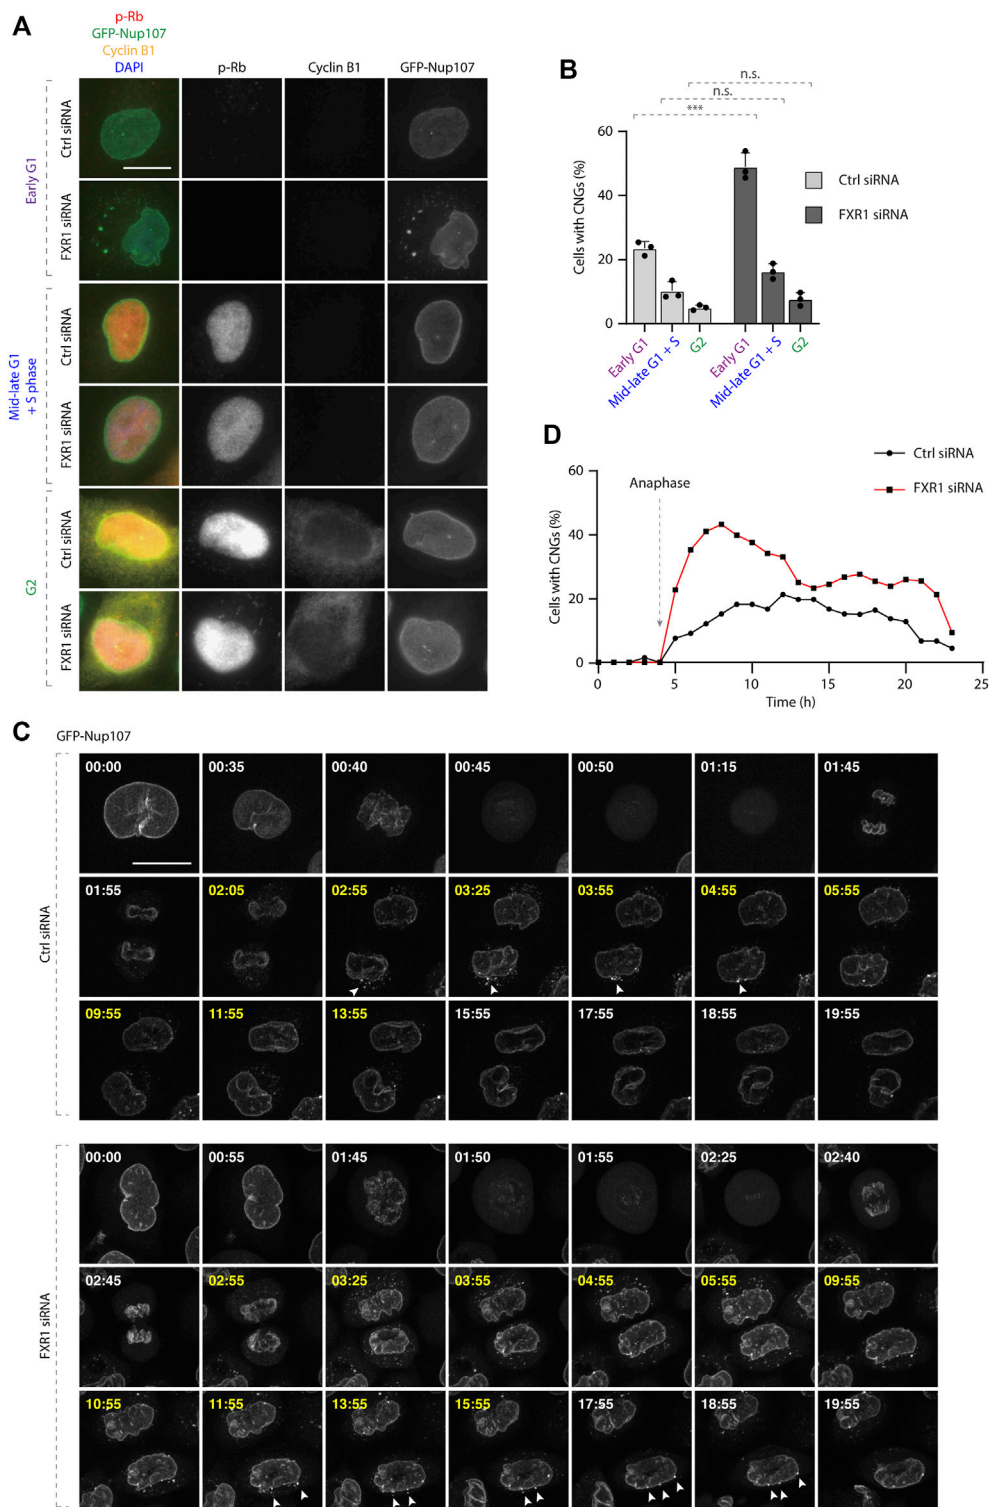 A
p-Rb
GFP-Nup107
Cyclin B1
DAPI
p-Rb
Cyclin B1
GFP-Nup107
Early G1
Ctrl siRNA
FXR1 siRNA
Mid-late G1
+ S phase
Ctrl siRNA
FXR1 siRNA
G2
Ctrl siRNA
FXR1 siRNA
B
n.s.
n.s.
***
Cells with CNGs (%)
60
40
20
0
Early G1
Mid-late G1 + S
G2
Early G1
Mid-late G1 + S
G2
Ctrl siRNA
FXR1 siRNA
D
Ctrl siRNA
FXR1 siRNA
Anaphase
Cells with CNGs (%)
60
40
20
0
0 5 10 15 20 25
Time (h)
C
GFP-Nup107
Ctrl siRNA
00:00 00:35 00:40 00:45 00:50 01:15 01:45
01:55 02:05 02:55 03:25 03:55 04:55 05:55
09:55 11:55 13:55 15:55 17:55 18:55 19:55
FXR1 siRNA
00:00 00:55 01:45 01:50 01:55 02:25 02:40
02:45 02:55 03:25 03:55 04:55 05:55 09:55
10:55 11:55 13:55 15:55 17:55 18:55 19:55